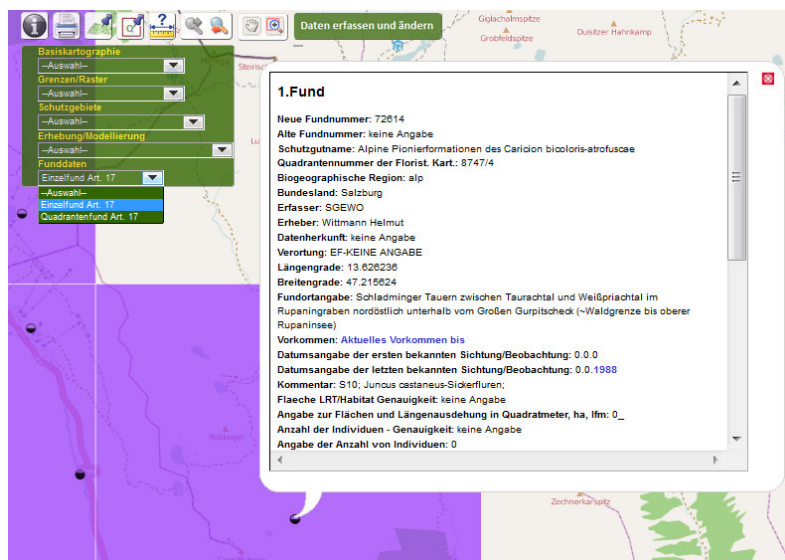 Daten erfassen und ändern
Giglachalmspitze
Grobfeldspitze
Duisitzer Hahnkamp
Basiskartographie
--Auswahl--
Grenzen/Raster
--Auswahl--
Schutzgebiete
--Auswahl--
Erhebung/Modellierung
--Auswahl--
Funddaten
Einzelfund Art. 17
--Auswahl--
Einzelfund Art. 17
Quadrantenfund Art. 17
1.Fund
Neue Fundnummer: 72614
Alte Fundnummer: keine Angabe
Schutzgutname: Alpine Pionierformationen des Caricion bicoloris-atrofuscae
Quadrantennummer der Florist. Kart.: 8747/4
Biogeographische Region: alp
Bundesland: Salzburg
Erfasser: SGEWO
Erheber: Wittmann Helmut
Datenherkunft: keine Angabe
Verortung: EF-KEINE ANGABE
Längengrade: 13.626236
Breitengrade: 47.215624
Fundortangabe: Schladminger Tauern zwischen Taurachtal und Weißpriachtal im
Rupaningraben nordöstlich unterhalb vom Großen Gurpitscheck (~Waldgrenze bis oberer
Rupaninsee)
Vorkommen: Aktuelles Vorkommen bis
Datumsangabe der ersten bekannten Sichtung/Beobachtung: 0.0.0
Datumsangabe der letzten bekannten Sichtung/Beobachtung: 0.0.1988
Kommentar: S10; Juncus castaneus-Sickerfluren;
Flaeche LRT/Habitat Genauigkeit: keine Angabe
Angabe zur Flächen und Längenausdehung in Quadratmeter, ha, lfm: 0_
Anzahl der Individuen - Genauigkeit: keine Angabe
Angabe der Anzahl von Individuen: 0
Zechnerkarspitz